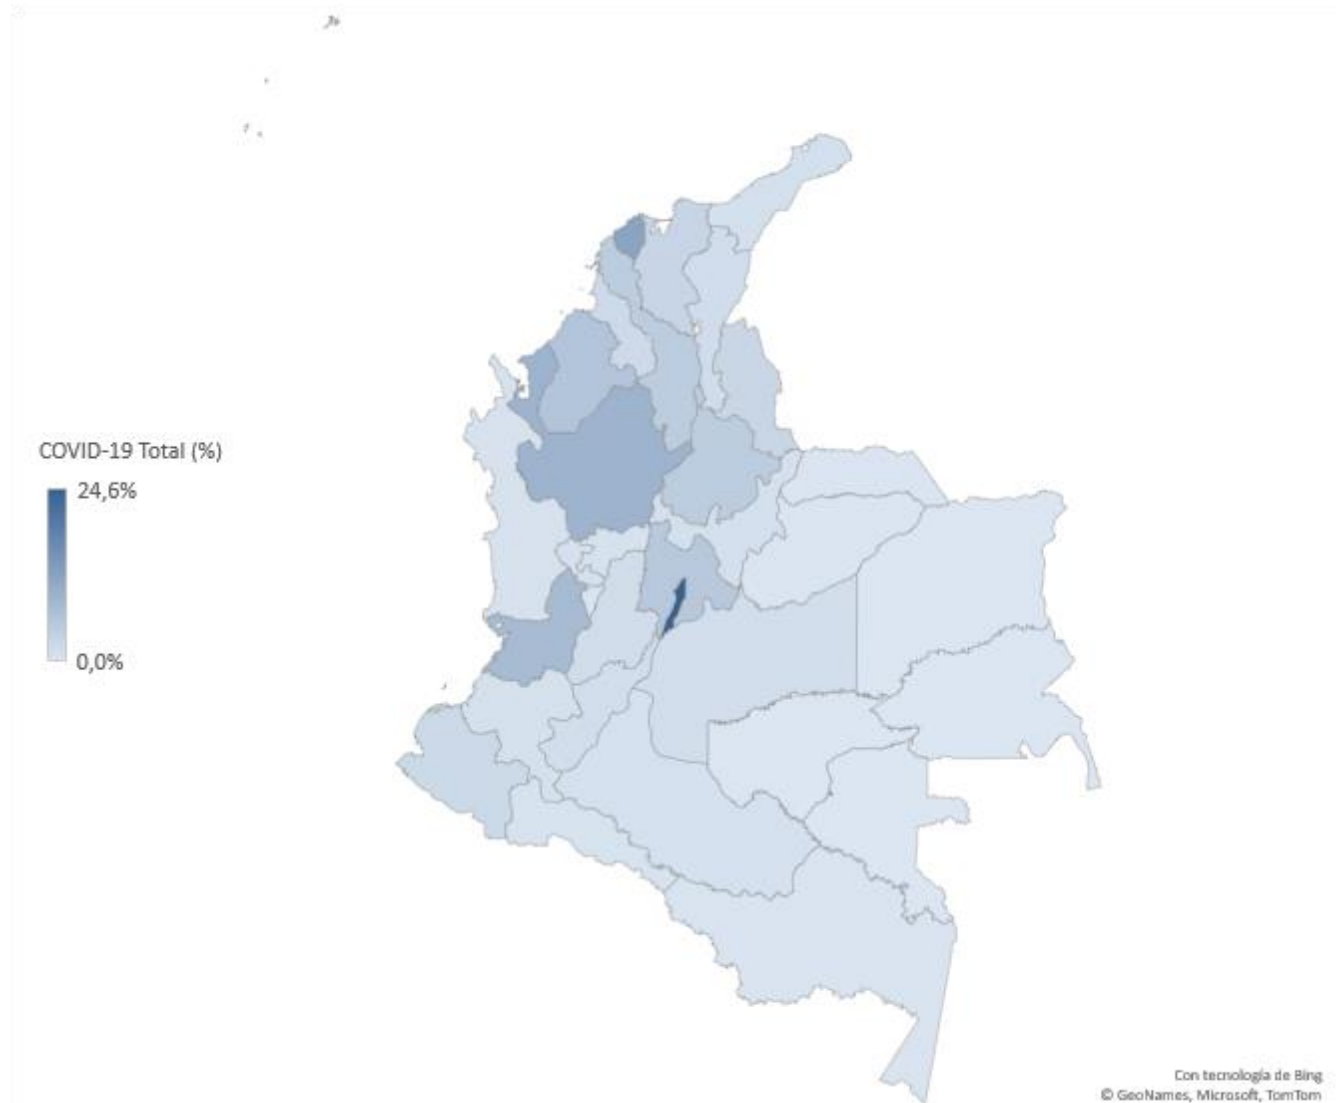 COVID-19 Total (%)
24,6%
0,0%
Con tecnología de Bing
© GeoNames, Microsoft, TomTom